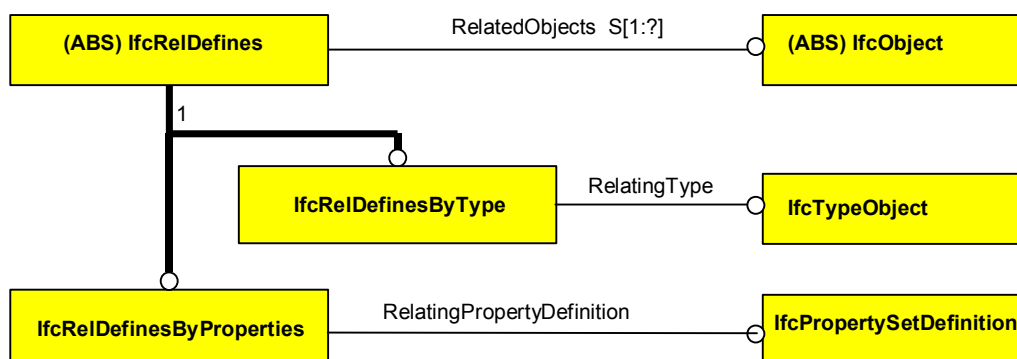 (ABS) IfcRelDefines
RelatedObjects S[1:?]
(ABS) IfcObject
1
IfcRelDefinesByType
RelatingType
IfcTypeObject
IfcRelDefinesByProperties
RelatingPropertyDefinition
IfcPropertySetDefinition